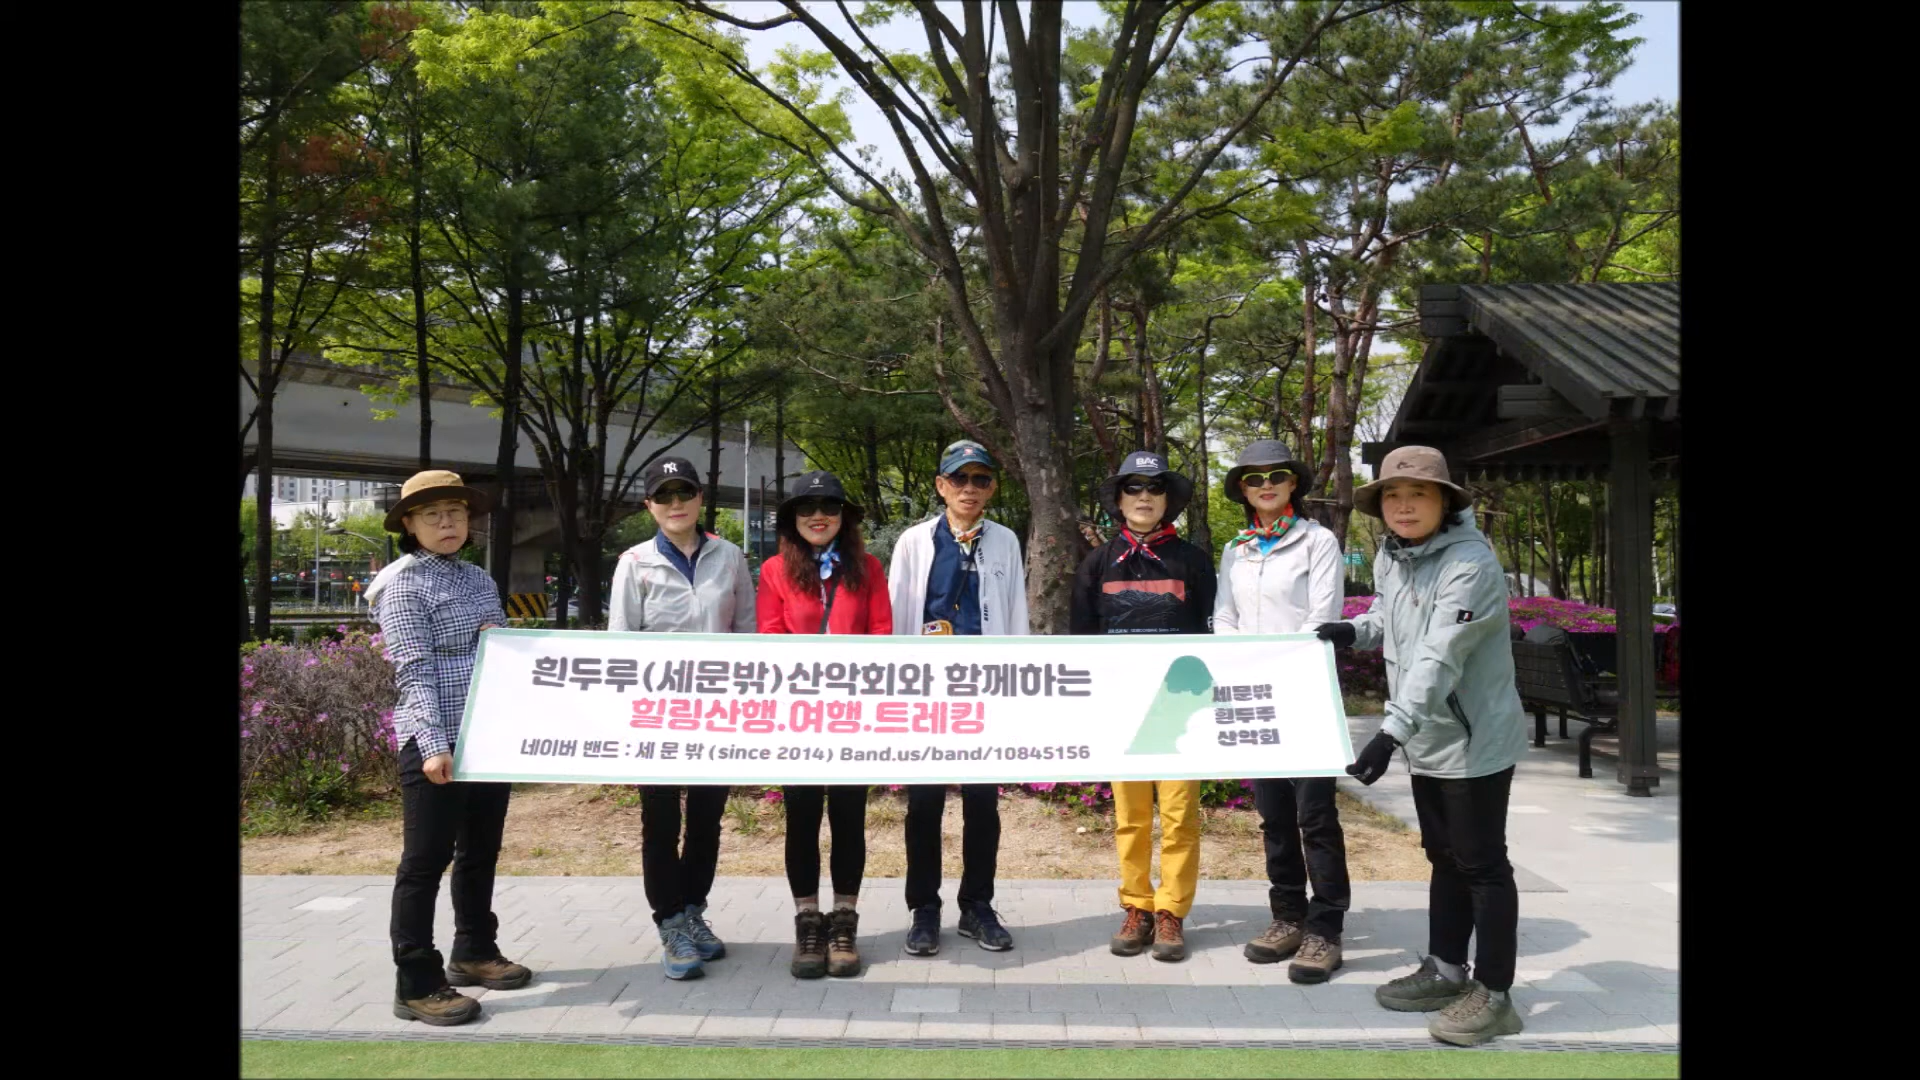 흰두루(세문밖)산악회와 함께하는
힐링산행.여행.트레킹
네이버 밴드 : 세 문 밖 (since 2014) Band.us/band/10845156
세문밖
흰두루
산악회
NY
BAC